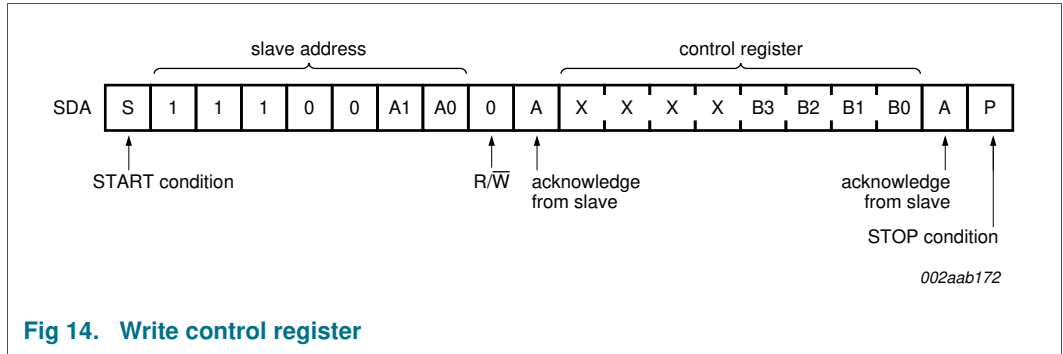 slave address control register
SDA S 1 1 1 0 0 A1 A0 0 A X X X X B3 B2 B1 B0 A P
START condition R/W̅ acknowledge from slave acknowledge from slave
STOP condition
002aab172
Fig 14. Write control register